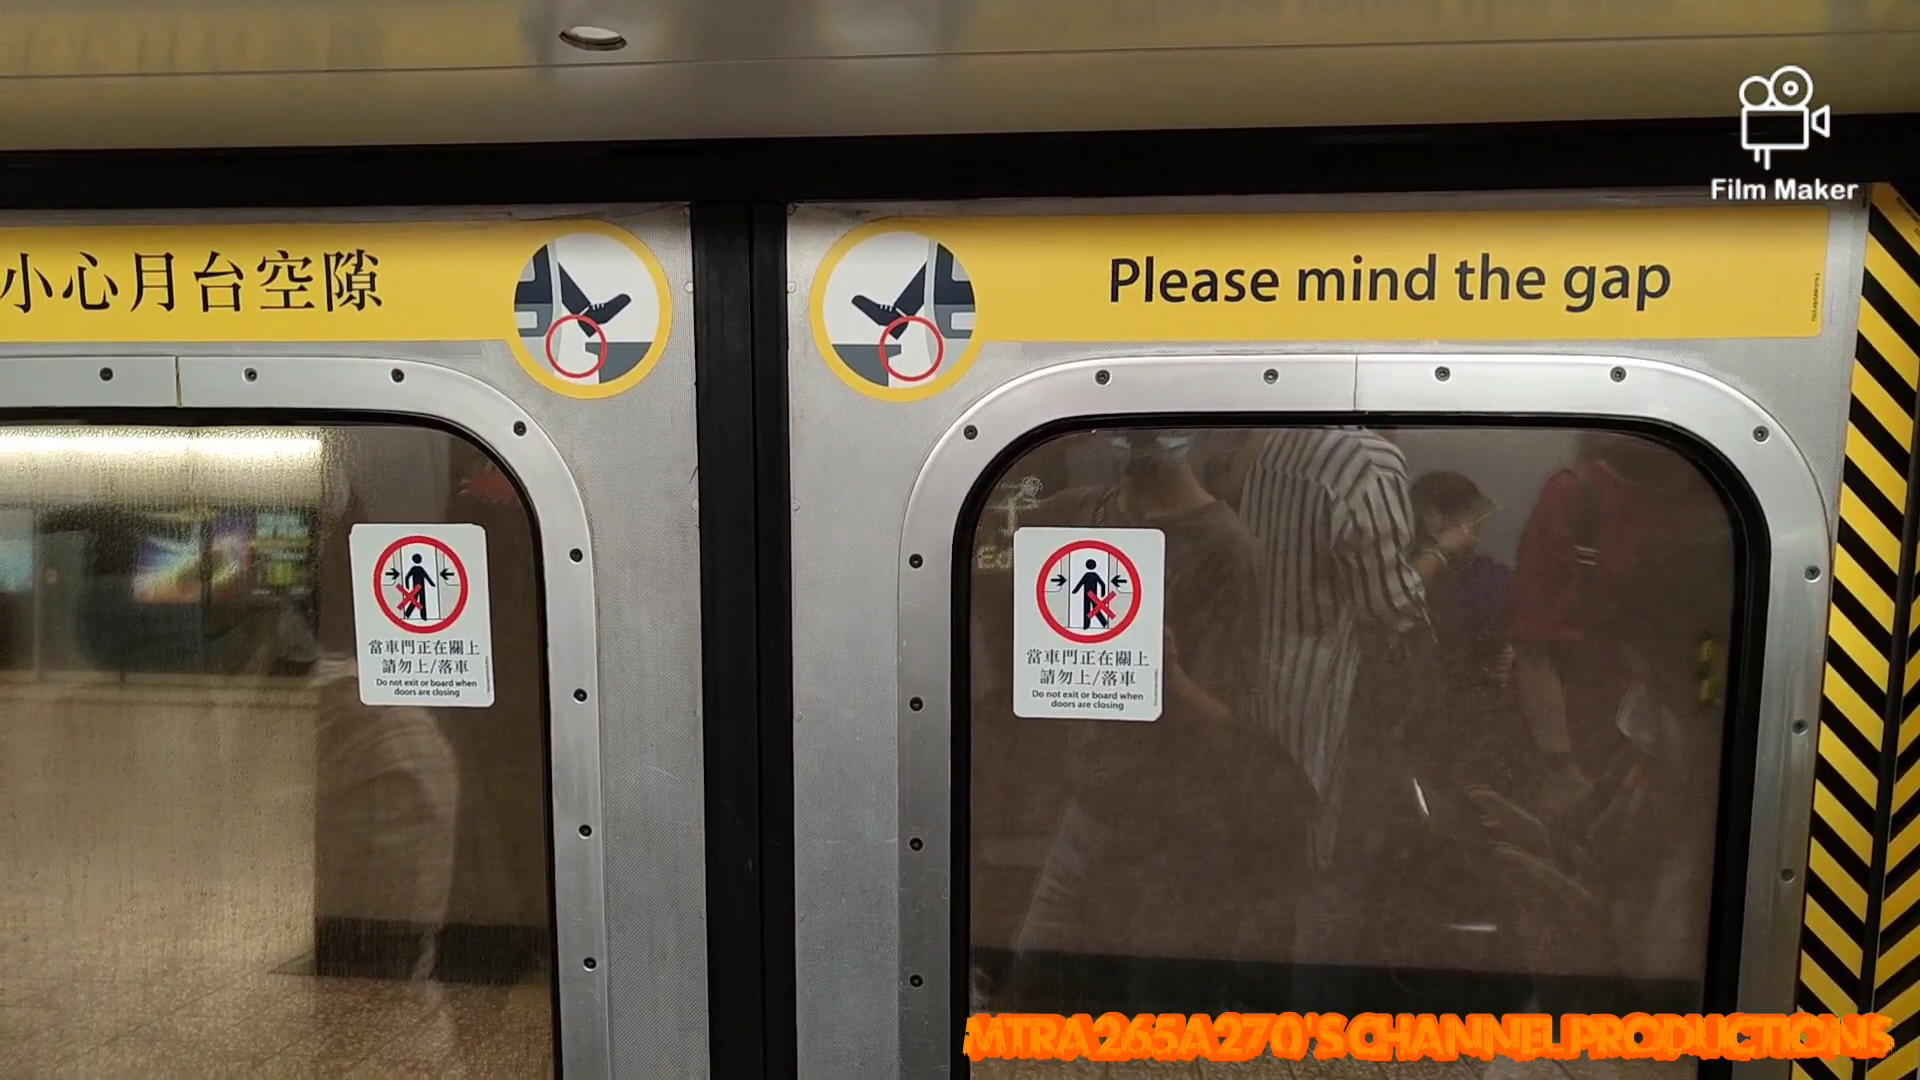 Film Maker
小心月台空隙
Please mind the gap
當車門正在關上
請勿上/落車
Do not exit or board when
doors are closing
當車門正在關上
請勿上/落車
Do not exit or board when
doors are closing
MTRA265A270'S CHANNEL PRODUCTIONS